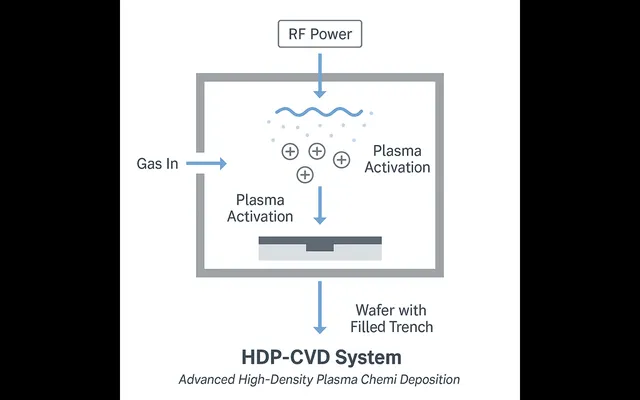 RF Power
Gas In
Plasma
Activation
Plasma
Activation
Wafer with
Filled Trench
HDP-CVD System
Advanced High-Density Plasma Chemi Deposition